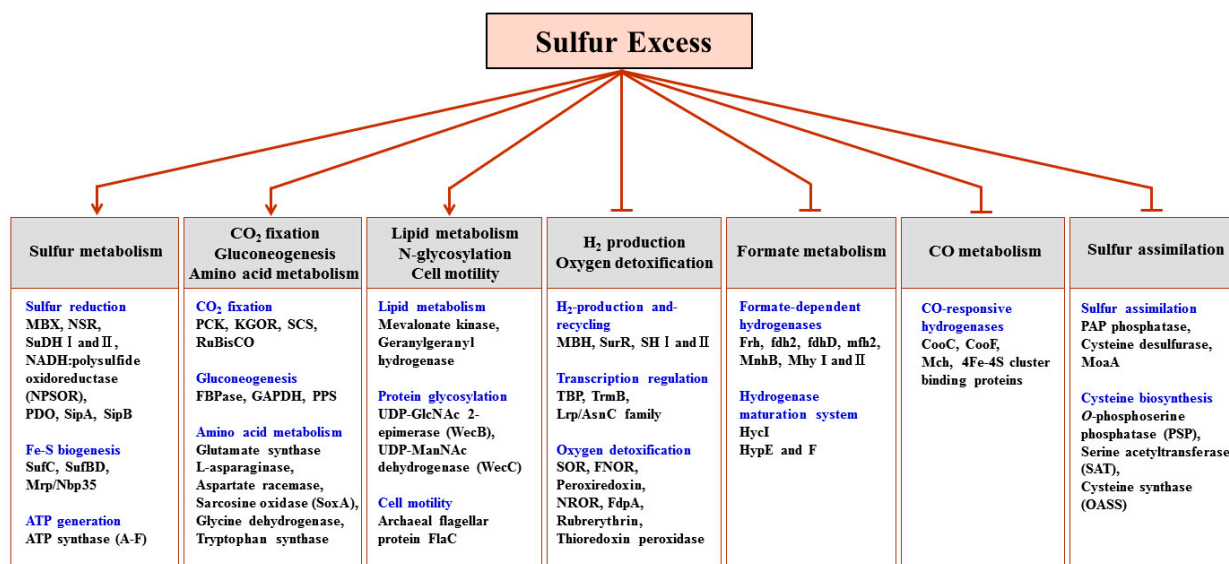 Sulfur Excess
Sulfur metabolism
Sulfur reduction
MBX, NSR,
SuDH Ⅰ and Ⅱ,
NADH:polysulfide
oxidoreductase
(NPSOR),
PDO, SipA, SipB
Fe-S biogenesis
SufC, SufBD,
Mrp/Nbp35
ATP generation
ATP synthase (A-F)
CO₂ fixation
Gluconeogenesis
Amino acid metabolism
CO₂ fixation
PCK, KGOR, SCS,
RuBisCO
Gluconeogenesis
FBPase, GAPDH, PPS
Amino acid metabolism
Glutamate synthase
L-asparaginase,
Aspartate racemase,
Sarcosine oxidase (SoxA),
Glycine dehydrogenase,
Tryptophan synthase
Lipid metabolism
N-glycosylation
Cell motility
Lipid metabolism
Mevalonate kinase,
Geranylgeranyl
hydrogenase
Protein glycosylation
UDP-GlcNAc 2-
epimerase (WecB),
UDP-ManNAc
dehydrogenase (WecC)
Cell motility
Archaeal flagellar
protein FlaC
H₂ production
Oxygen detoxification
H₂-production and-
recycling
MBH, SurR, SH Ⅰ and Ⅱ
Transcription regulation
TBP, TrmB,
Lrp/AsnC family
Oxygen detoxification
SOR, FNOR,
Peroxiredoxin,
NROR, FdpA,
Rubrerythrin,
Thioredoxin peroxidase
Formate metabolism
Formate-dependent
hydrogenases
Frh, fdh2, fdhD, mfh2,
MnhB, Mhy Ⅰ and Ⅱ
Hydrogenase
maturation system
HycI
HypE and F
CO metabolism
CO-responsive
hydrogenases
CooC, CooF,
Mch, 4Fe-4S cluster
binding proteins
Sulfur assimilation
Sulfur assimilation
PAP phosphatase,
Cysteine desulfurase,
MoaA
Cysteine biosynthesis
O-phosphoserine
phosphatase (PSP),
Serine acetyltransferase
(SAT),
Cysteine synthase
(OASS)